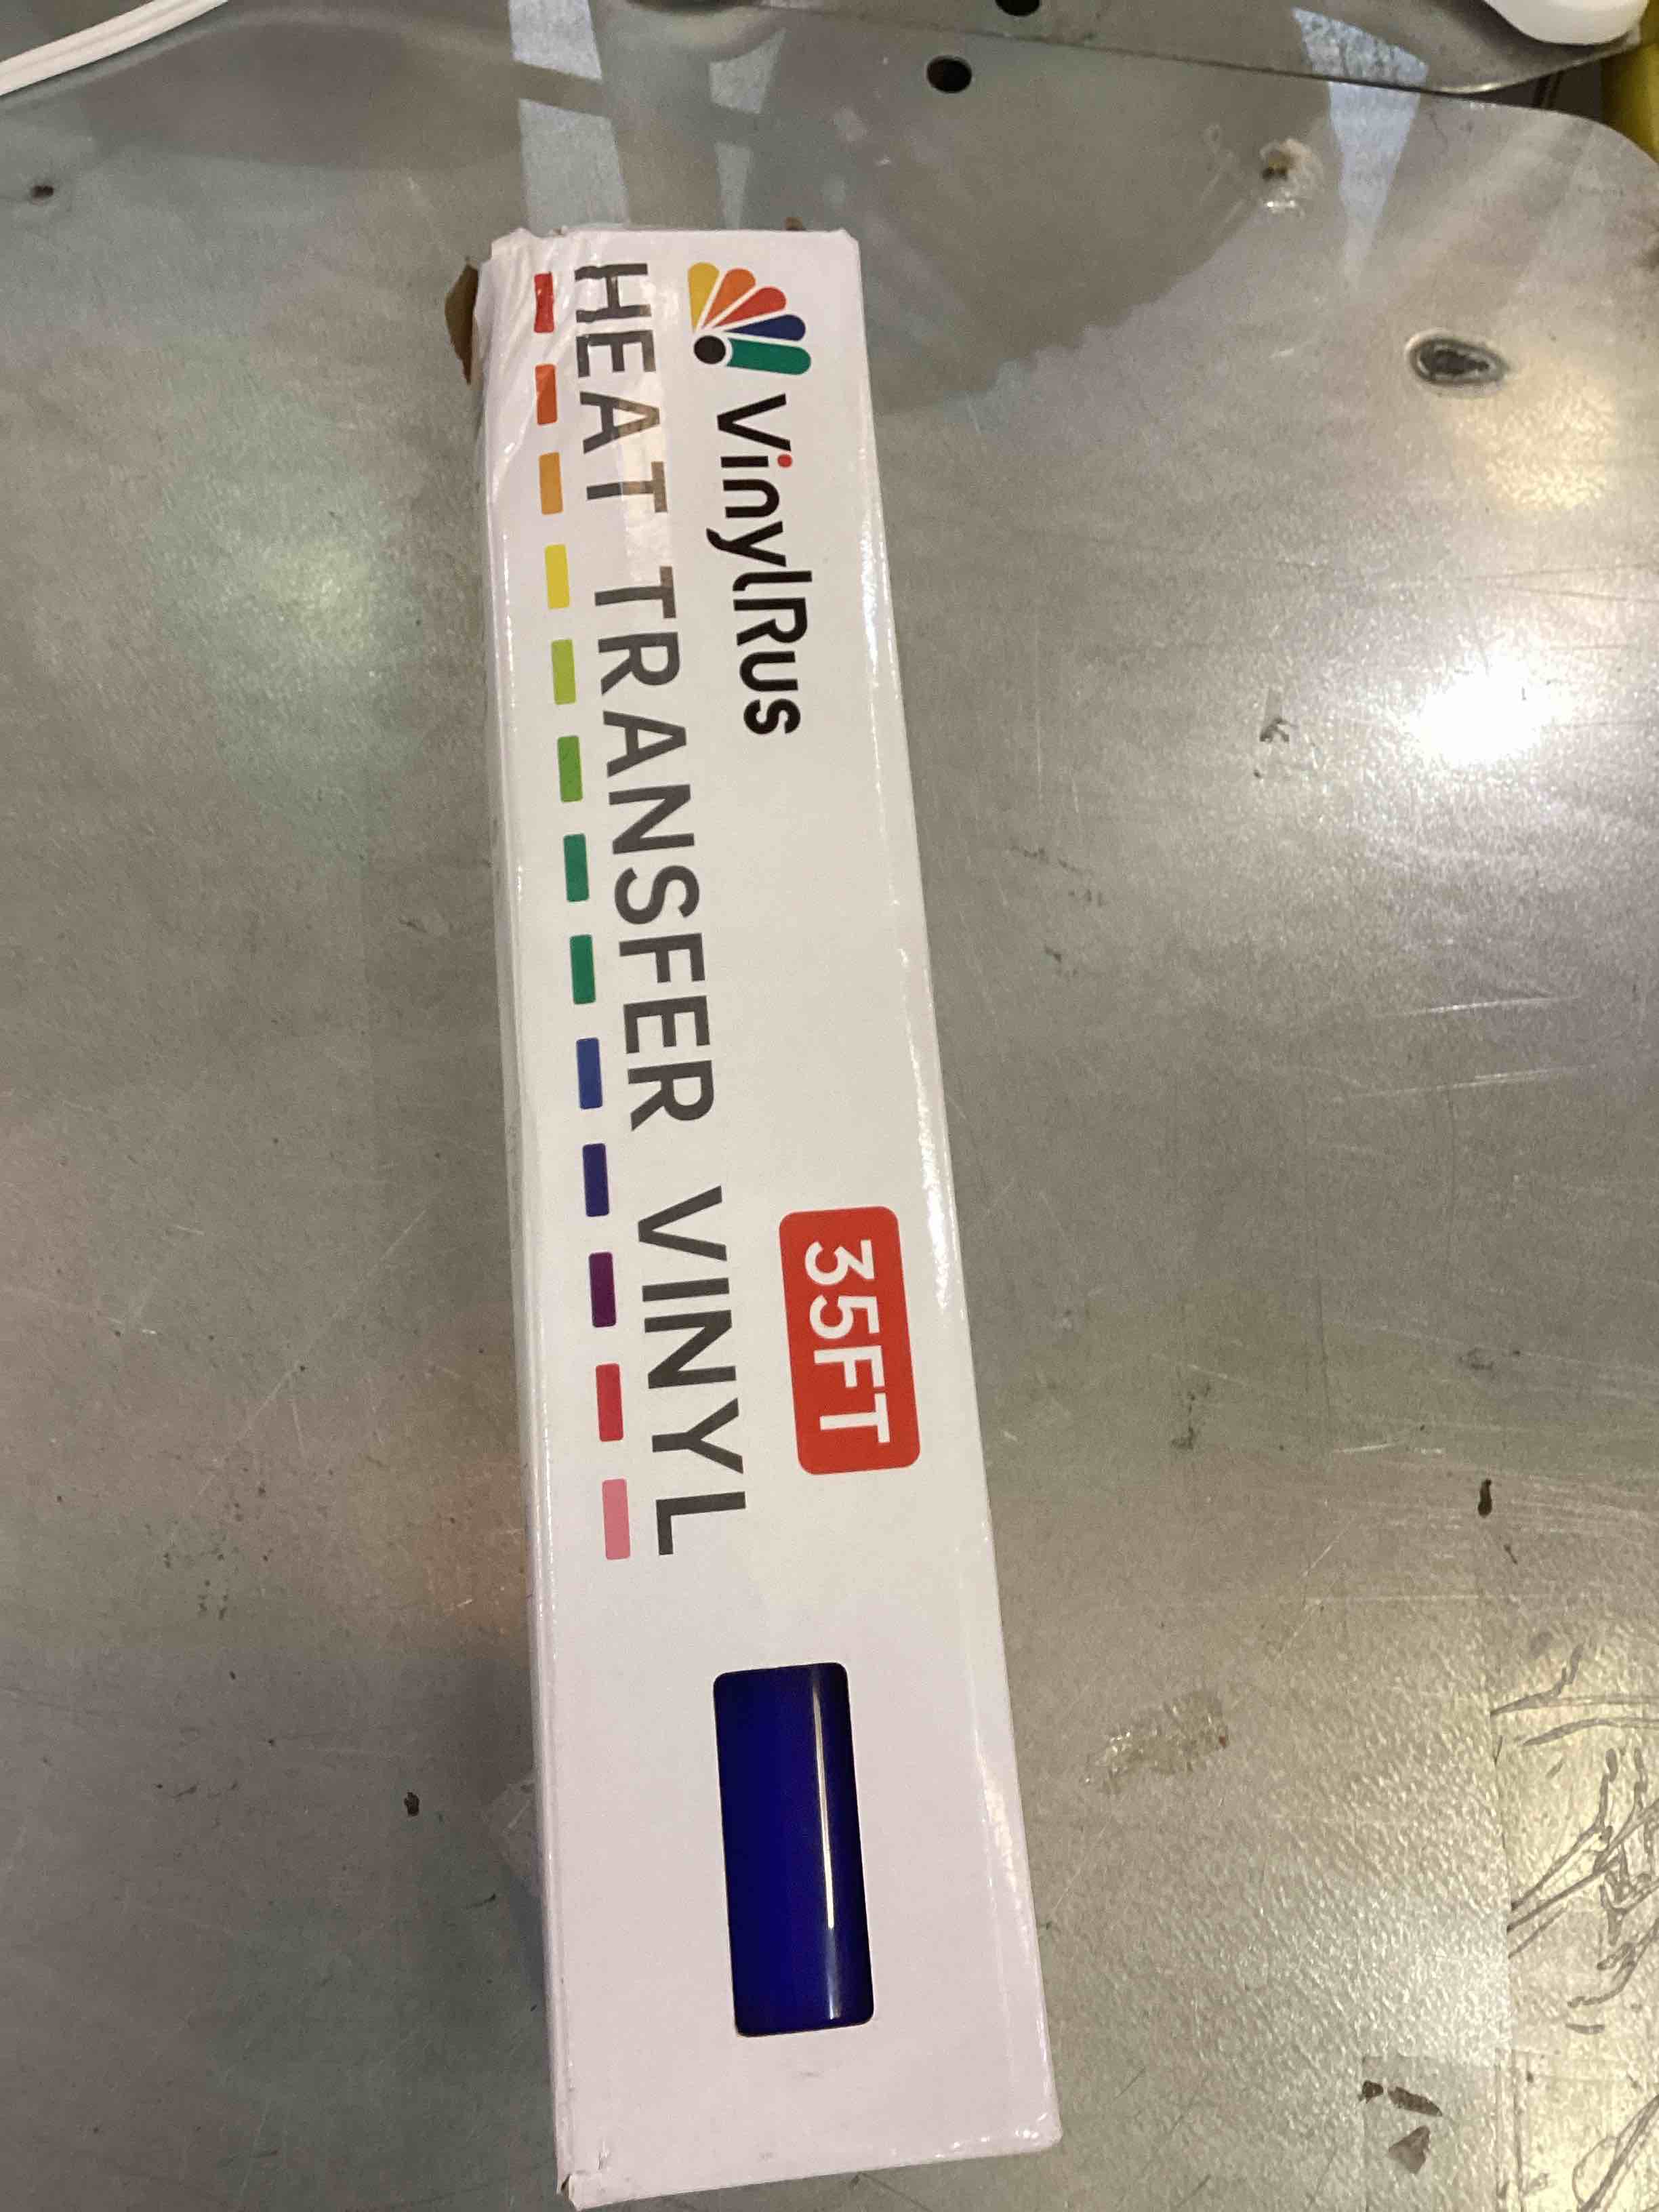 VinylRus
35FT
HEAT TRANSFER VINYL